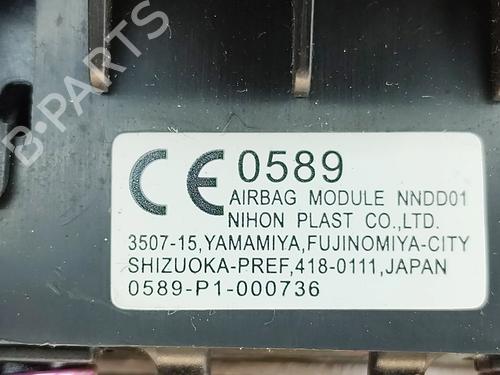 CE 0589
AIRBAG MODULE NNDD01
NIHON PLAST CO.,LTD.
3507-15,YAMAMIYA,FUJINOMIYA-CITY
SHIZUOKA-PREF,418-0111,JAPAN
0589-P1-000736